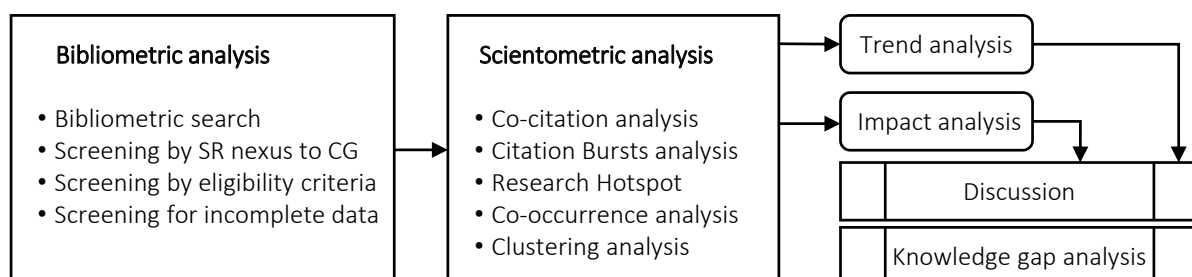 Bibliometric analysis
• Bibliometric search
• Screening by SR nexus to CG
• Screening by eligibility criteria
• Screening for incomplete data
Scientometric analysis
• Co-citation analysis
• Citation Bursts analysis
• Research Hotspot
• Co-occurrence analysis
• Clustering analysis
Trend analysis
Impact analysis
Discussion
Knowledge gap analysis